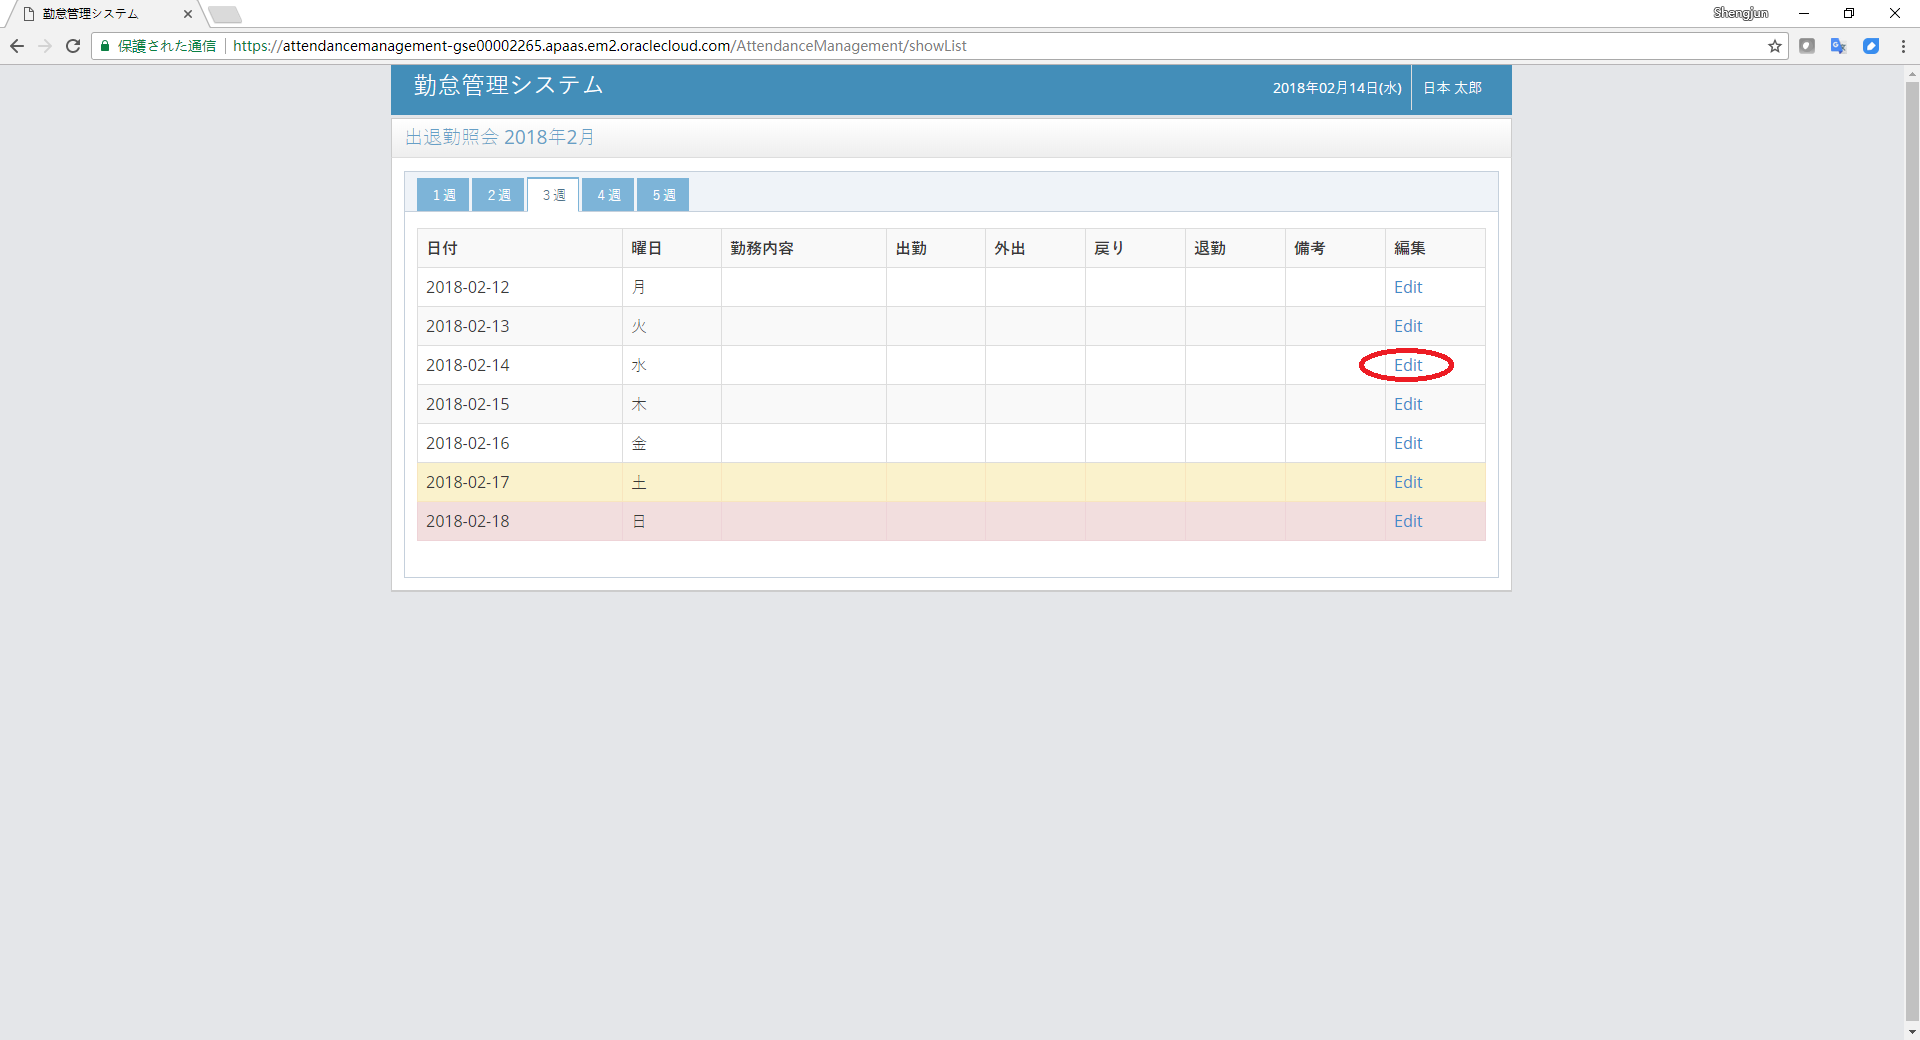 勤怠管理システム
Shengjun
保護された通信 https://attendancemanagement-gse00002265.apaas.em2.oraclecloud.com/AttendanceManagement/showList
勤怠管理システム 2018年02月14日(水) 日本 太郎
出退勤照会 2018年2月
1週 2週 3週 4週 5週
日付 曜日 勤務内容 出勤 外出 戻り 退勤 備考 編集
2018-02-12 月 Edit
2018-02-13 火 Edit
2018-02-14 水 Edit
2018-02-15 木 Edit
2018-02-16 金 Edit
2018-02-17 土 Edit
2018-02-18 日 Edit